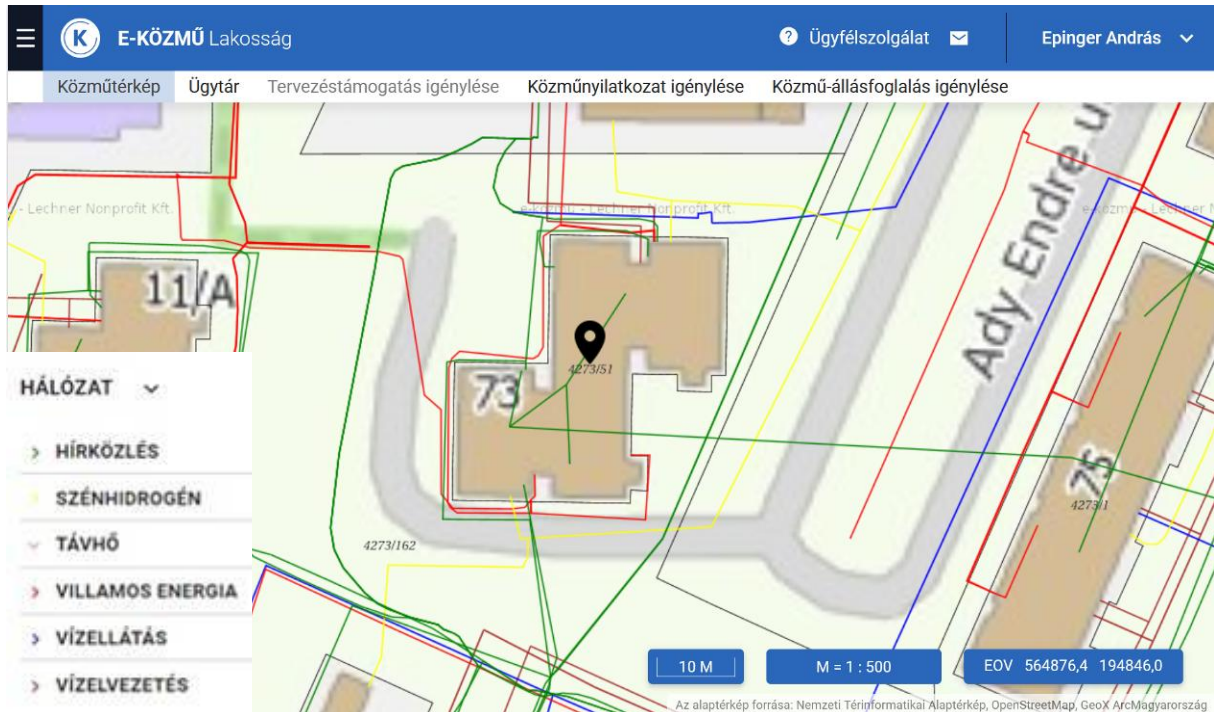 K E-KÖZMŰ Lakosság ? Ügyfélszolgálat Epinger András
Közműtérkép Ügytár Tervezéstámogatás igénylése Közműnyilatkozat igénylése Közmű-állásfoglalás igénylése
Ady Endre u
- Lechner Nonprofit Kft.
e-közmű - Lechner Nonprofit Kft.
e-közmű - Lechner N
11/A
4273/51
73
75
4273/1
4273/162
HÁLÓZAT
HÍRKÖZLÉS
SZÉNHIDROGÉN
TÁVHŐ
VILLAMOS ENERGIA
VÍZELLÁTÁS
VÍZELVEZETÉS
10 M M = 1 : 500 EOV 564876,4 194846,0
Az alaptérkép forrása: Nemzeti Térinformatikai Alaptérkép, OpenStreetMap, GeoX ArcMagyarország